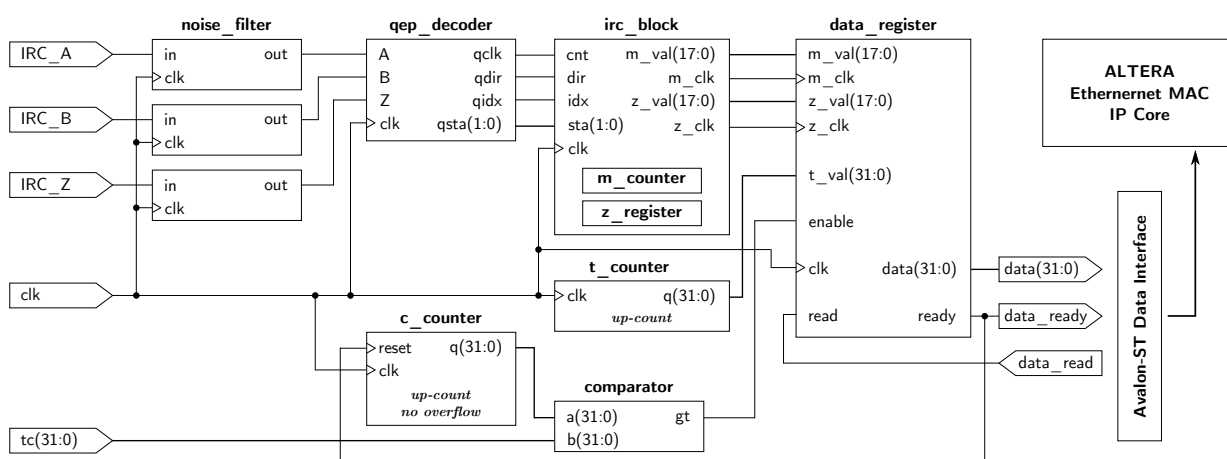 noise_filter
qep_decoder
irc_block
data_register
IRC_A
in
out
clk
IRC_B
in
out
clk
IRC_Z
in
out
clk
A
qclk
B
qdir
Z
qidx
clk
qsta(1:0)
cnt
m_val(17:0)
dir
m_clk
idx
z_val(17:0)
sta(1:0)
z_clk
clk
m_counter
z_register
m_val(17:0)
m_clk
z_val(17:0)
z_clk
t_val(31:0)
enable
clk
data(31:0)
read
ready
ALTERA
Ethernernet MAC
IP Core
Avalon-ST Data Interface
data(31:0)
data_ready
data_read
clk
t_counter
clk
q(31:0)
up-count
c_counter
reset
q(31:0)
clk
up-count
no overflow
comparator
a(31:0)
gt
b(31:0)
tc(31:0)